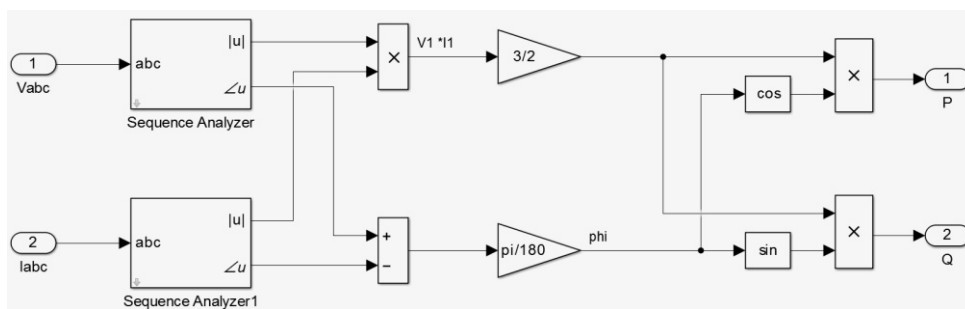 1
Vabc
abc
|u|
∠u
Sequence Analyzer
×
V1 *I1
3/2
cos
×
1
P
2
Iabc
abc
|u|
∠u
Sequence Analyzer1
+
−
pi/180
phi
sin
×
2
Q